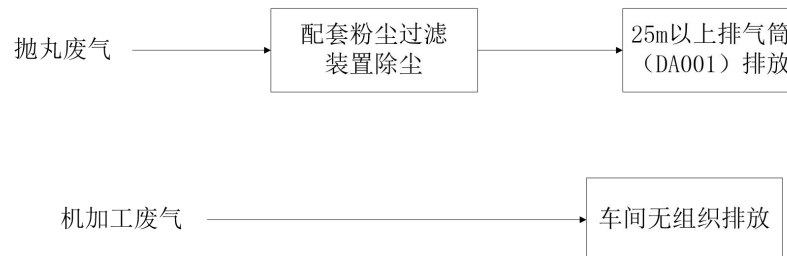 抛丸废气
配套粉尘过滤
装置除尘
25m以上排气筒
（DA001）排放
机加工废气
车间无组织排放